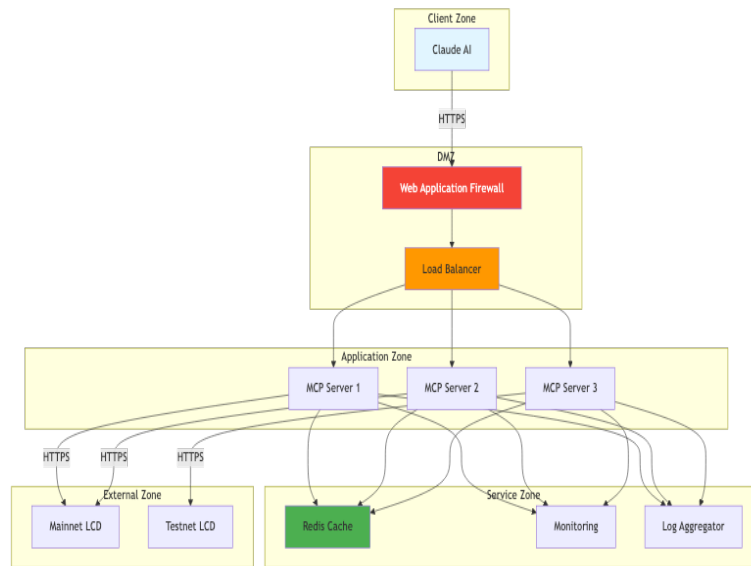 Client Zone
Claude AI
HTTPS
DMZ
Web Application Firewall
Load Balancer
Application Zone
MCP Server 1
MCP Server 2
MCP Server 3
HTTPS
HTTPS
HTTPS
External Zone
Mainnet LCD
Testnet LCD
Service Zone
Redis Cache
Monitoring
Log Aggregator